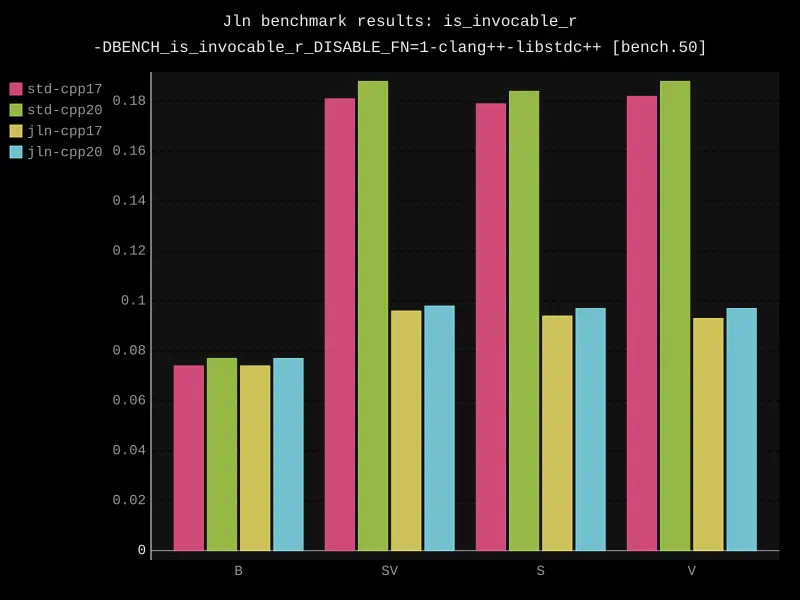 Jln benchmark results: is_invocable_r
-DBENCH_is_invocable_r_DISABLE_FN=1-clang++-libstdc++ [bench.50]
std-cpp17
std-cpp20
jln-cpp17
jln-cpp20
0.18
0.16
0.14
0.12
0.1
0.08
0.06
0.04
0.02
0
B SV S V